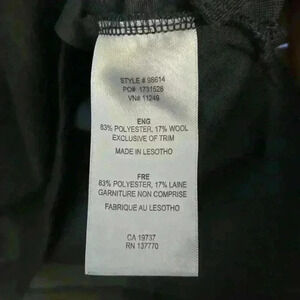 STYLE # 98614
PO# 1731528
VN# 11249
ENG
83% POLYESTER, 17% WOOL
EXCLUSIVE OF TRIM
MADE IN LESOTHO
FRE
83% POLYESTER, 17% LAINE
GARNITURE NON COMPRISE
FABRIQUE AU LESOTHO
CA 19737
RN 137770